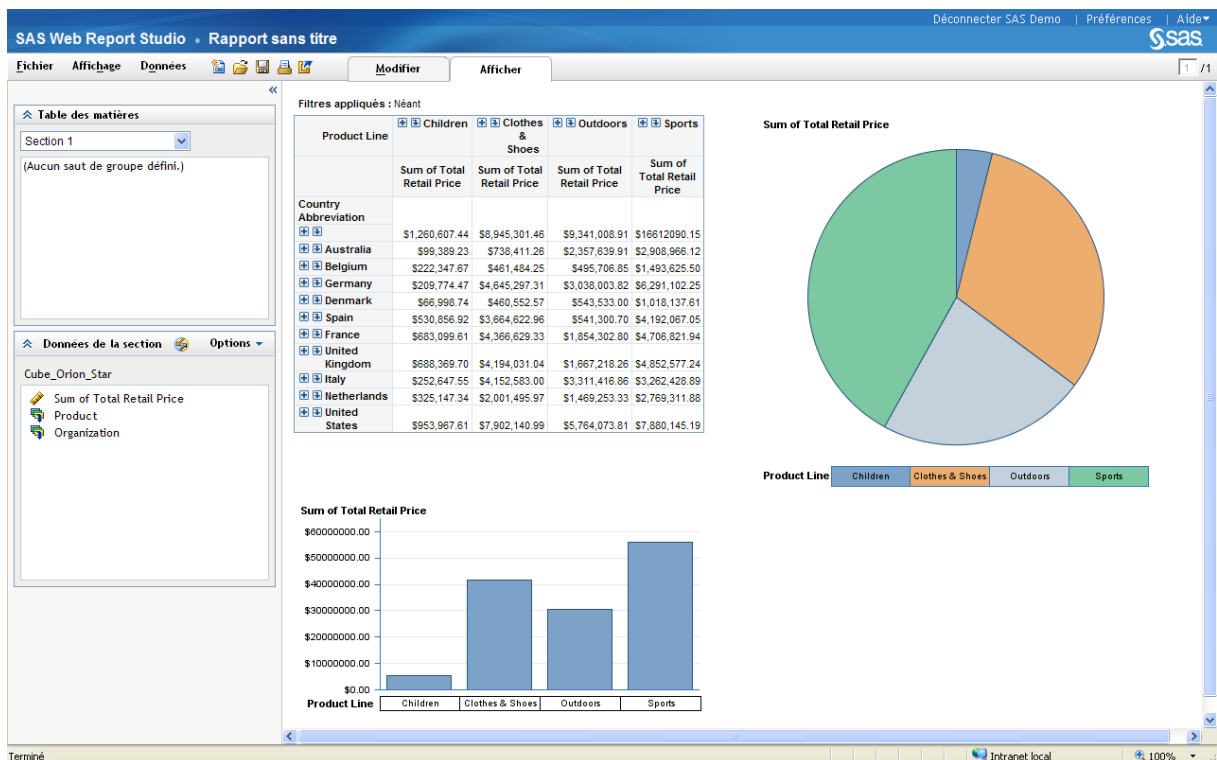 Déconnecter SAS Demo | Préférences | Aide
SAS Web Report Studio • Rapport sans titre
sas
Fichier Affichage Données Modifier Afficher 1 /1
«
Table des matières
Section 1
(Aucun saut de groupe défini.)
Données de la section Options
Cube_Orion_Star
Sum of Total Retail Price
Product
Organization
Filtres appliqués : Néant
Product Line Children Clothes & Shoes Outdoors Sports
Sum of Total Retail Price Sum of Total Retail Price Sum of Total Retail Price Sum of Total Retail Price
Country Abbreviation
$1,260,607.44 $8,945,301.46 $9,341,008.91 $16612090.15
Australia $99,389.23 $738,411.26 $2,357,639.91 $2,908,966.12
Belgium $222,347.67 $461,484.25 $495,706.85 $1,493,625.50
Germany $209,774.47 $4,645,297.31 $3,038,003.82 $6,291,102.25
Denmark $66,998.74 $460,552.57 $543,533.00 $1,018,137.61
Spain $530,856.92 $3,664,622.96 $541,300.70 $4,192,067.05
France $683,099.61 $4,366,629.33 $1,854,302.80 $4,706,821.94
United Kingdom $688,369.70 $4,194,031.04 $1,667,218.26 $4,852,577.24
Italy $252,647.55 $4,152,583.00 $3,311,416.86 $3,262,428.89
Netherlands $325,147.34 $2,001,495.97 $1,469,253.33 $2,769,311.88
United States $953,967.61 $7,902,140.99 $5,764,073.81 $7,880,145.19
Sum of Total Retail Price
Product Line Children Clothes & Shoes Outdoors Sports
Sum of Total Retail Price
$60000000.00
$50000000.00
$40000000.00
$30000000.00
$20000000.00
$10000000.00
$0.00
Product Line Children Clothes & Shoes Outdoors Sports
Terminé Intranet local 100%